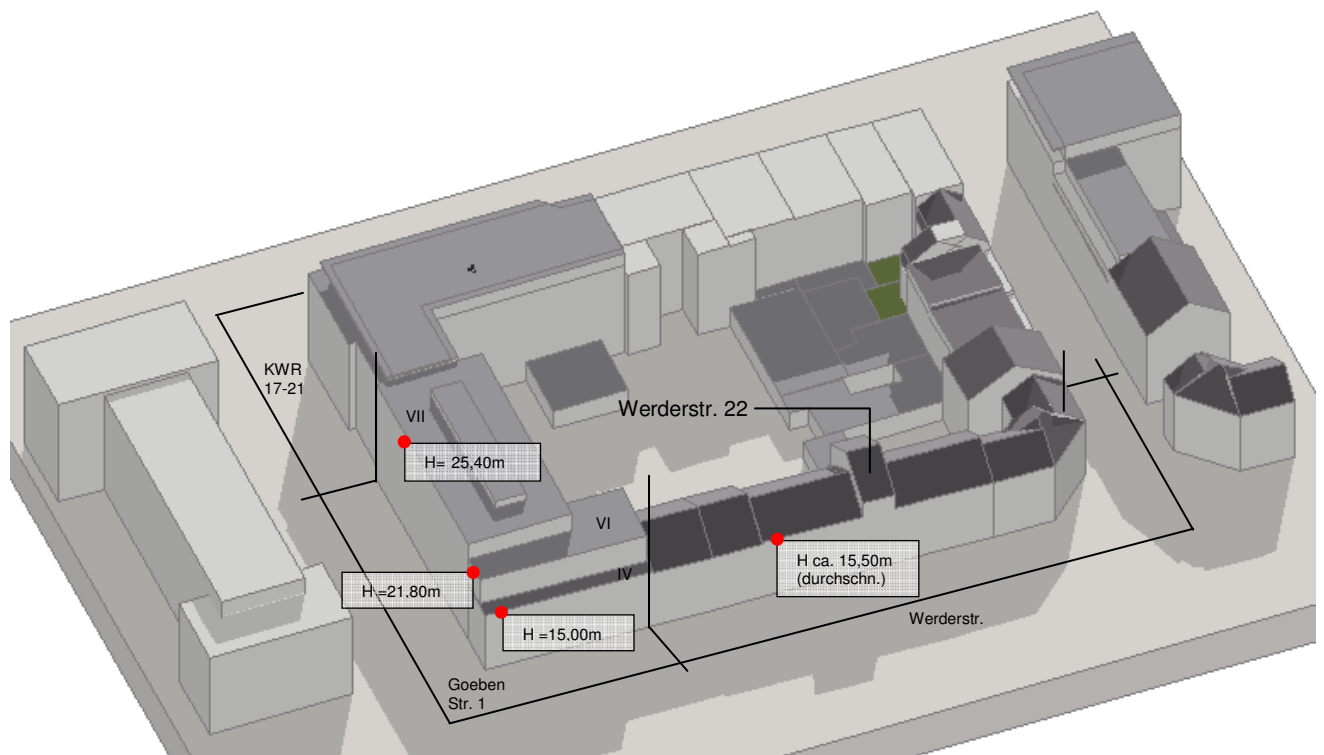 KWR
17-21
VII
H= 25,40m
Werderstr. 22
VI
IV
H =21,80m
H =15.00m
H ca. 15,50m
(durchschn.)
Werderstr.
Goeben
Str. 1